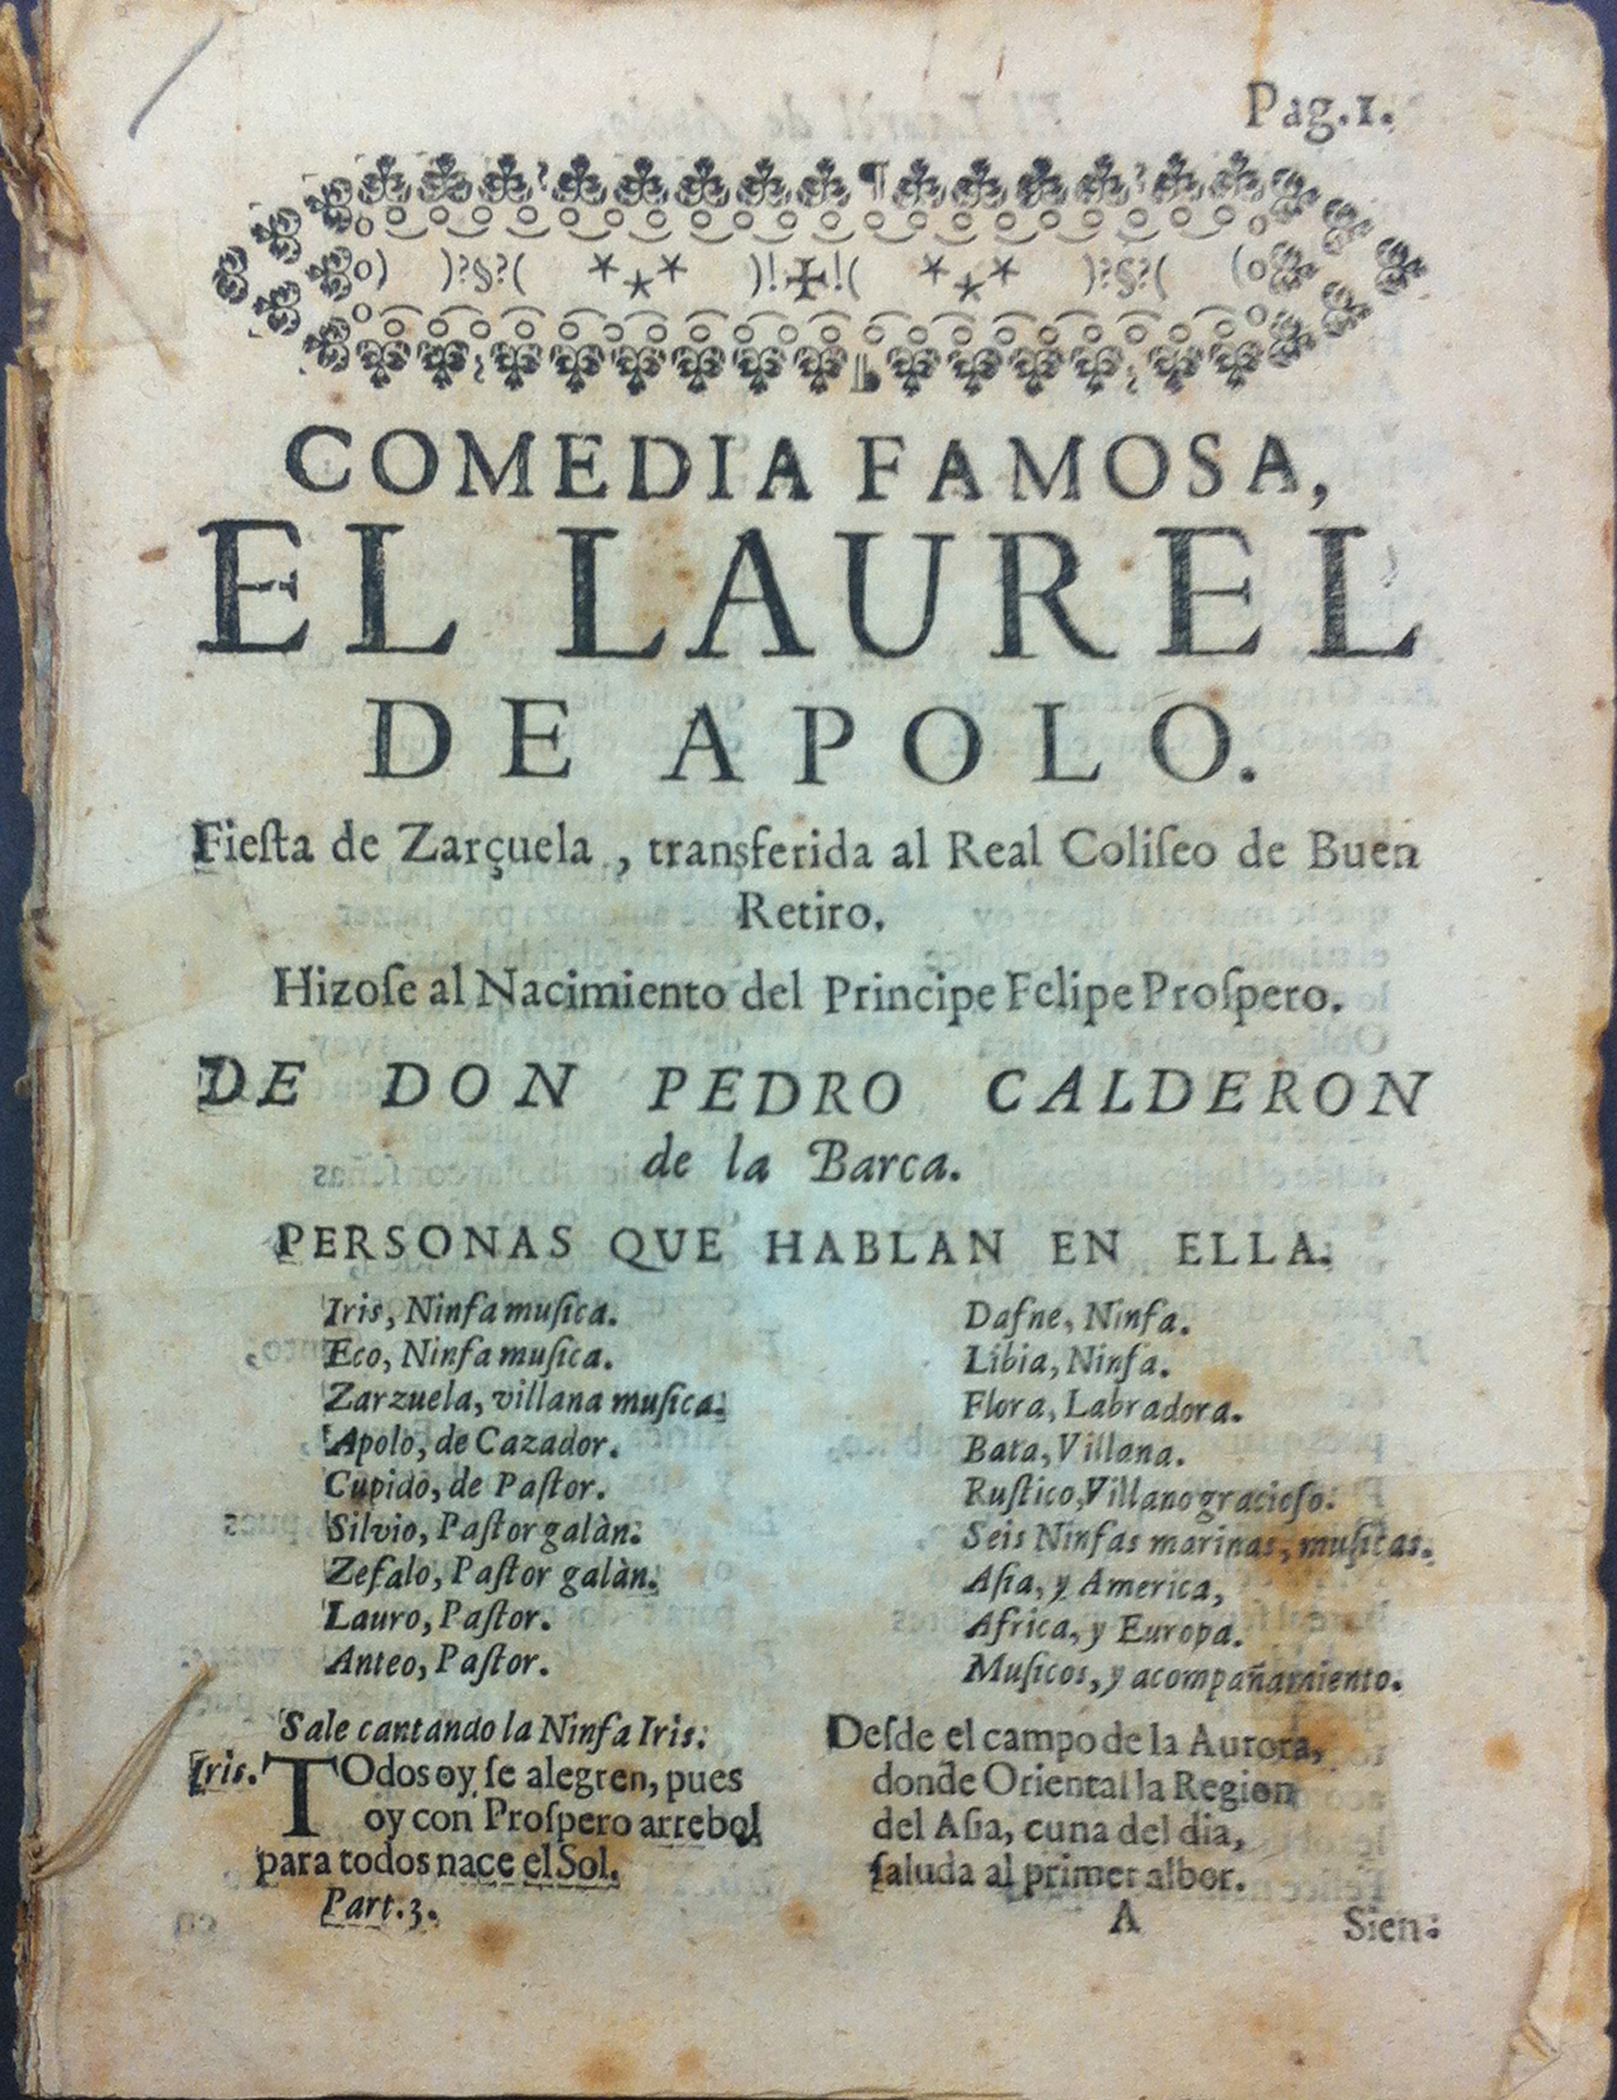 Pag.1.
COMEDIA FAMOSA,
EL LAUREL
DE APOLO.
Fieſta de Zarçuela, transferida al Real Coliſeo de Buen
Retiro.
Hizoſe al Nacimiento del Principe Felipe Proſpero.
DE DON PEDRO CALDERON
de la Barca.
PERSONAS QUE HABLAN EN ELLA.
Iris, Ninfa muſica.
Eco, Ninfa muſica.
Zarzuela, villana muſica.
Apolo, de Cazador.
Cupido, de Paſtor.
Silvio, Paſtor galàn.
Zefalo, Paſtor galàn.
Lauro, Paſtor.
Anteo, Paſtor.
Dafne, Ninfa.
Libia, Ninfa.
Flora, Labradora.
Bata, Villana.
Ruſtico, Villano gracioſo.
Seis Ninfas marinas, muſicas.
Aſia, y America,
Africa, y Europa.
Muſicos, y acompañamiento.
Sale cantando la Ninfa Iris.
Iris. TOdos oy ſe alegren, pues
oy con Proſpero arrebol
para todos nace el Sol.
Part.3.
Deſde el campo de la Aurora,
donde Oriental la Region
del Aſia, cuna del dia,
ſaluda al primer albor.
A
Sien: